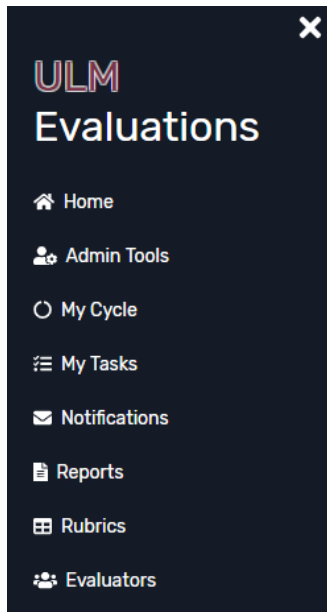 ULM
Evaluations
Home
Admin Tools
My Cycle
My Tasks
Notifications
Reports
Rubrics
Evaluators